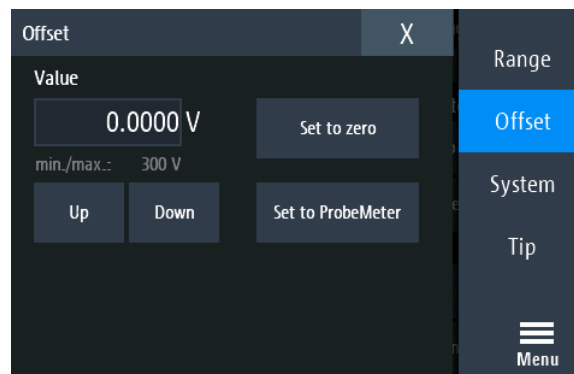 Offset X
Value
0.0000 V
Set to zero
min./max.: 300 V
Up Down Set to ProbeMeter
Range
Offset
System
Tip
Menu